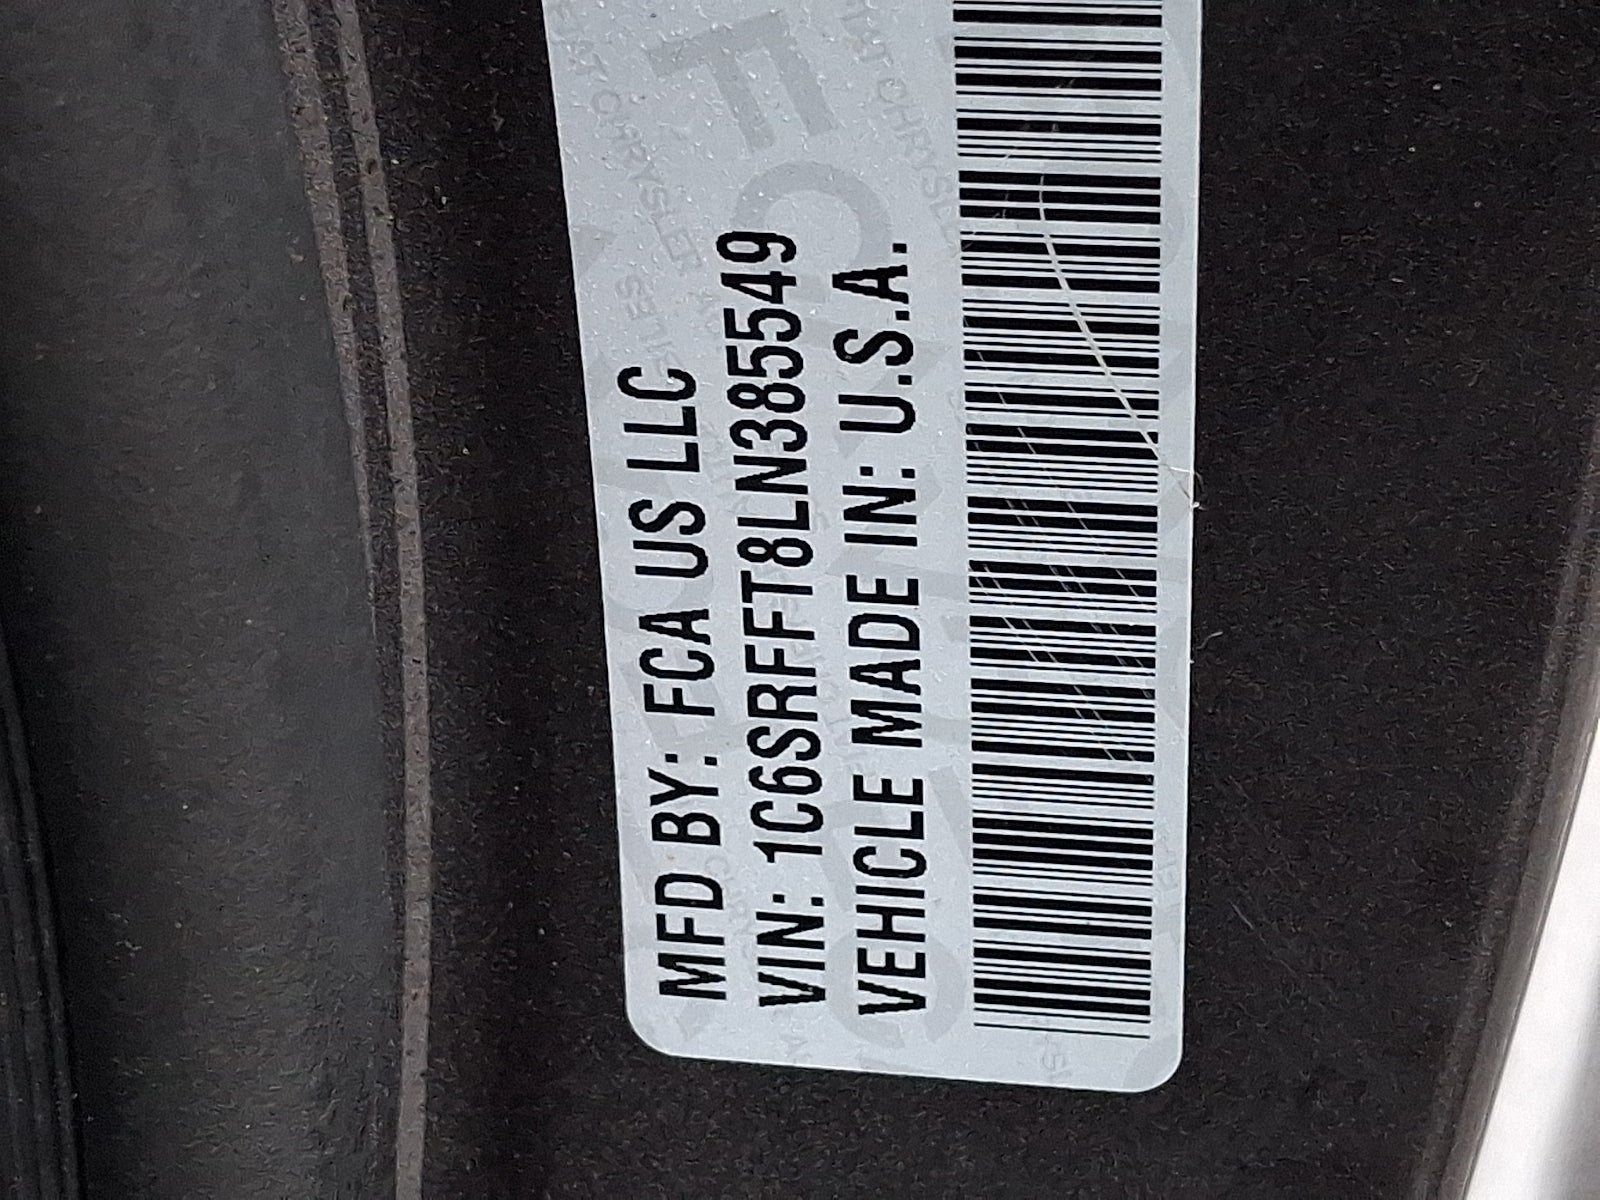 MFD BY: FCA US LLC
VIN: 1C6SRFFT8LN385549
VEHICLE MADE IN: U.S.A.